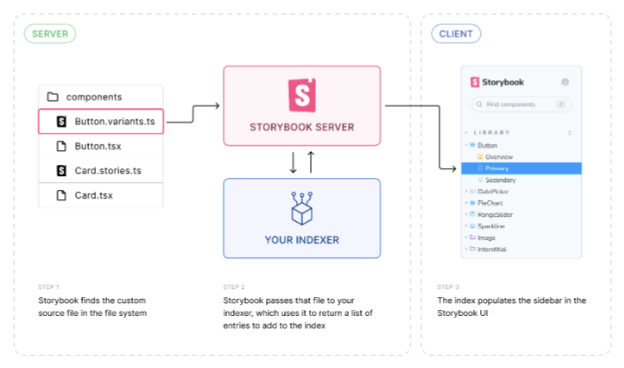 SERVER
CLIENT
components
Button.variants.ts
Button.tsx
Card.stories.ts
Card.tsx
S
STORYBOOK SERVER
YOUR INDEXER
S Storybook
Find components
/
LIBRARY
Button
Overview
Primary
Secondary
DatePicker
PieChart
RangeSlider
Sparkline
Image
Interstitial
STEP 1
Storybook finds the custom
source file in the file system
STEP 2
Storybook passes that file to your
indexer, which uses it to return a list of
entries to add to the index
STEP 3
The index populates the sidebar in the
Storybook UI